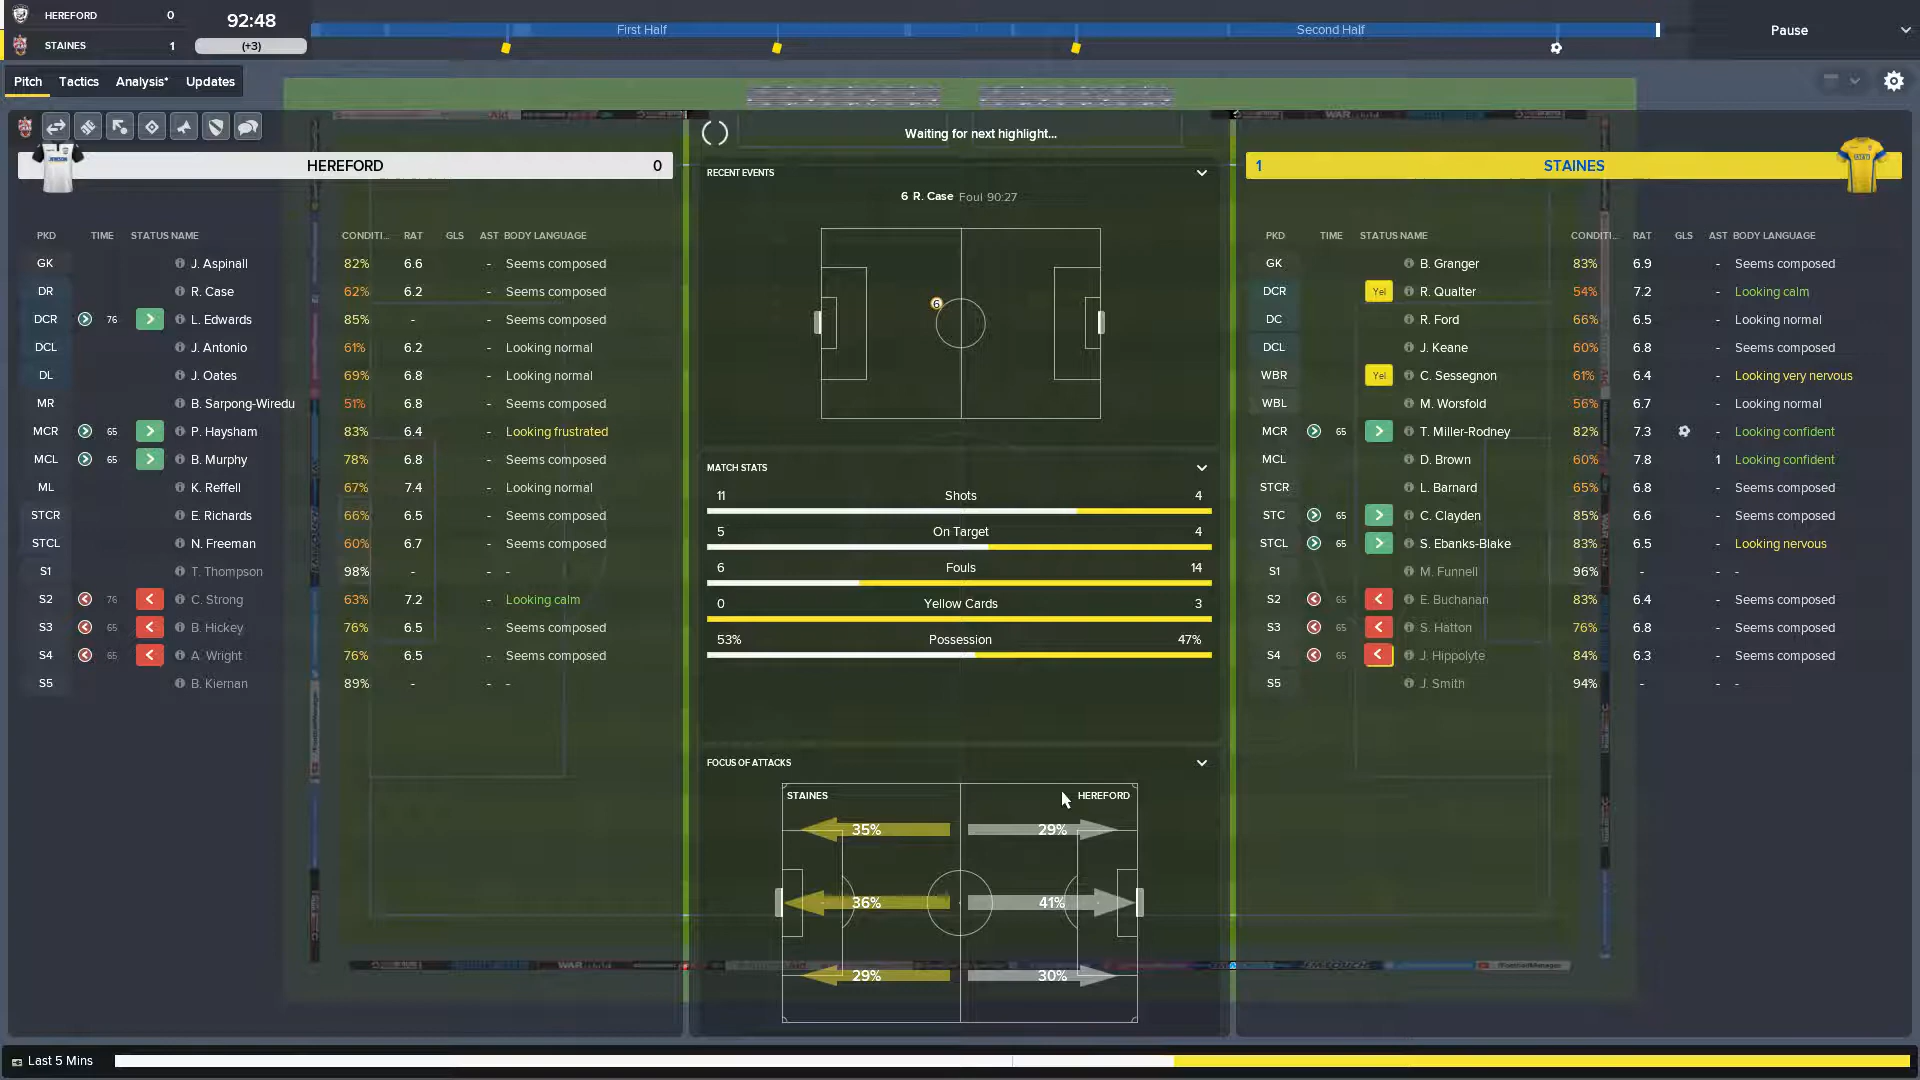 HEREFORD 0
92:48
STAINES 1
(+3)
First Half
Second Half
Pause
Pitch Tactics Analysis* Updates
HEREFORD 0
PKD TIME STATUS NAME CONDITI... RAT GLS AST BODY LANGUAGE
GK J. Aspinall 82% 6.6 - Seems composed
DR R. Case 62% 6.2 - Seems composed
DCR 76 L. Edwards 85% - - Seems composed
DCL J. Antonio 61% 6.2 - Looking normal
DL J. Oates 69% 6.8 - Looking normal
MR B. Sarpong-Wiredu 51% 6.8 - Seems composed
MCR 65 P. Haysham 83% 6.4 - Looking frustrated
MCL 65 B. Murphy 78% 6.8 - Seems composed
ML K. Reffell 67% 7.4 - Looking normal
STCR E. Richards 66% 6.5 - Seems composed
STCL N. Freeman 60% 6.7 - Seems composed
S1 T. Thompson 98% - - -
S2 76 C. Strong 63% 7.2 - Looking calm
S3 65 B. Hickey 76% 6.5 - Seems composed
S4 65 A. Wright 76% 6.5 - Seems composed
S5 B. Kiernan 89% - - -
Waiting for next highlight...
RECENT EVENTS
6 R. Case Foul 90:27
6
MATCH STATS
11 Shots 4
5 On Target 4
6 Fouls 14
0 Yellow Cards 3
53% Possession 47%
FOCUS OF ATTACKS
STAINES HEREFORD
35% 29%
36% 41%
29% 30%
1 STAINES
PKD TIME STATUS NAME CONDITI... RAT GLS AST BODY LANGUAGE
GK B. Granger 83% 6.9 - Seems composed
DCR Yel R. Qualter 54% 7.2 - Looking calm
DC R. Ford 66% 6.5 - Looking normal
DCL J. Keane 60% 6.8 - Seems composed
WBR Yel C. Sessegnon 61% 6.4 - Looking very nervous
WBL M. Worsfold 56% 6.7 - Looking normal
MCR 65 T. Miller-Rodney 82% 7.3 - Looking confident
MCL D. Brown 60% 7.8 1 Looking confident
STCR L. Barnard 65% 6.8 - Seems composed
STC 65 C. Clayden 85% 6.6 - Seems composed
STCL 65 S. Ebanks-Blake 83% 6.5 - Looking nervous
S1 M. Funnell 96% - - -
S2 65 E. Buchanan 83% 6.4 - Seems composed
S3 65 S. Hatton 76% 6.8 - Seems composed
S4 65 J. Hippolyte 84% 6.3 - Seems composed
S5 J. Smith 94% - - -
Last 5 Mins